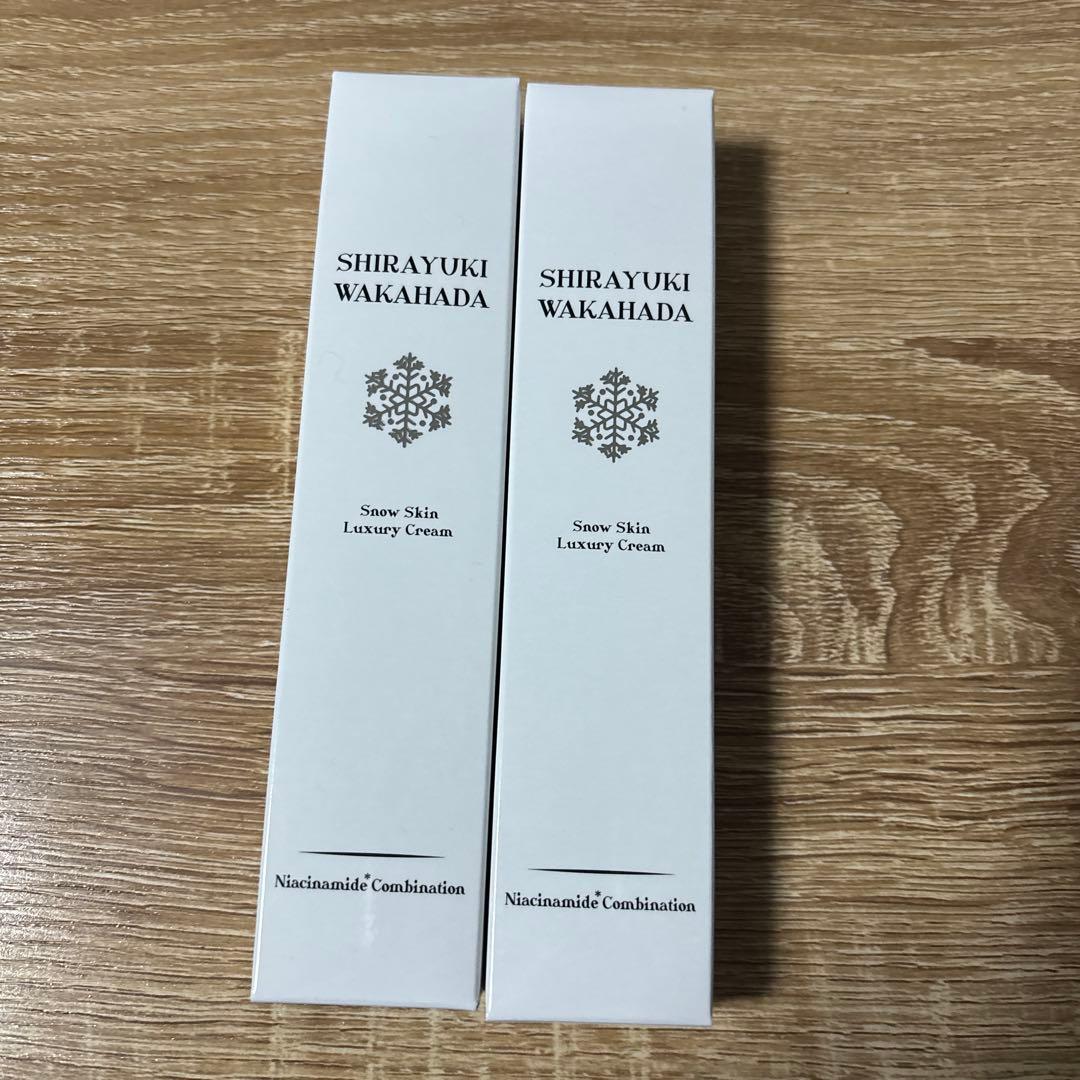 SHIRAYUKI
WAKAHADA
Snow Skin
Luxury Cream
Niacinamide*Combination
SHIRAYUKI
WAKAHADA
Snow Skin
Luxury Cream
Niacinamide*Combination